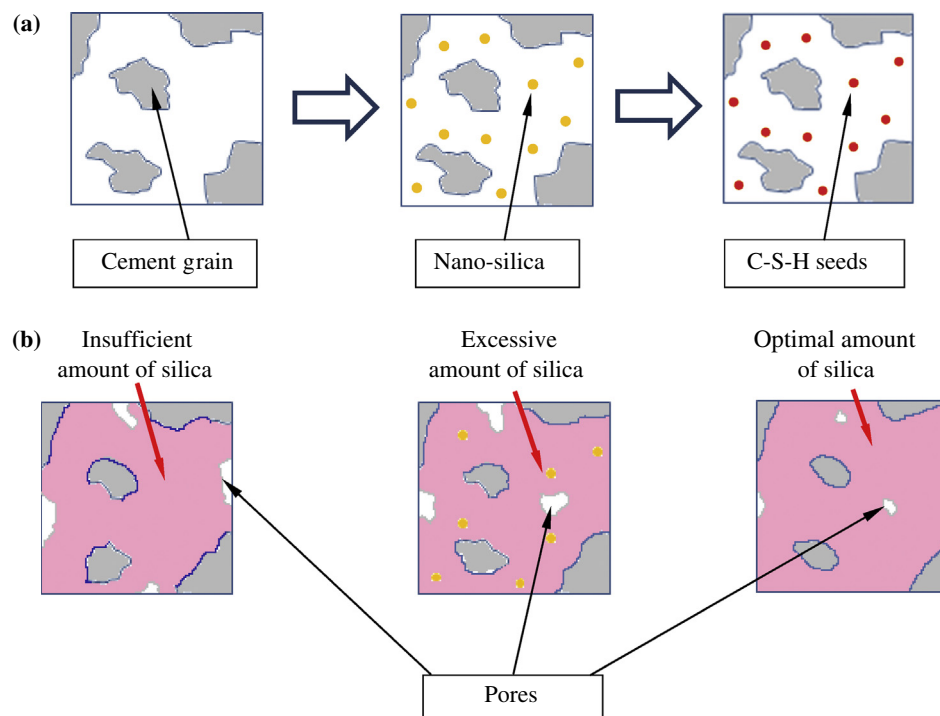 (a)
Cement grain
Nano-silica
C-S-H seeds
(b)
Insufficient
amount of silica
Excessive
amount of silica
Optimal amount
of silica
Pores